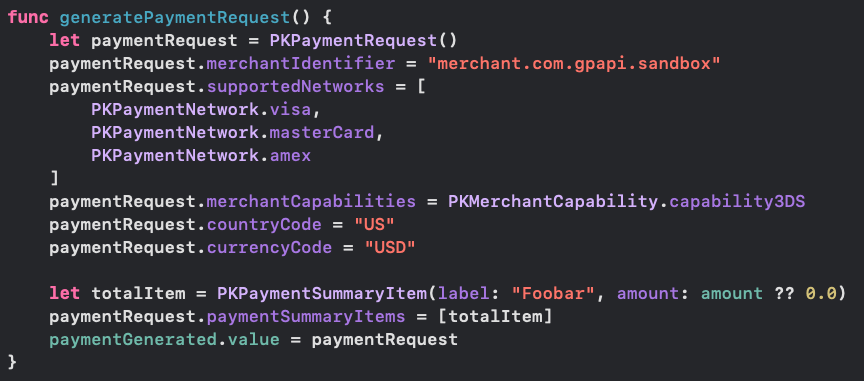 func generatePaymentRequest() {
    let paymentRequest = PKPaymentRequest()
    paymentRequest.merchantIdentifier = "merchant.com.gpapi.sandbox"
    paymentRequest.supportedNetworks = [
        PKPaymentNetwork.visa,
        PKPaymentNetwork.masterCard,
        PKPaymentNetwork.amex
    ]
    paymentRequest.merchantCapabilities = PKMerchantCapability.capability3DS
    paymentRequest.countryCode = "US"
    paymentRequest.currencyCode = "USD"

    let totalItem = PKPaymentSummaryItem(label: "Foobar", amount: amount ?? 0.0)
    paymentRequest.paymentSummaryItems = [totalItem]
    paymentGenerated.value = paymentRequest
}